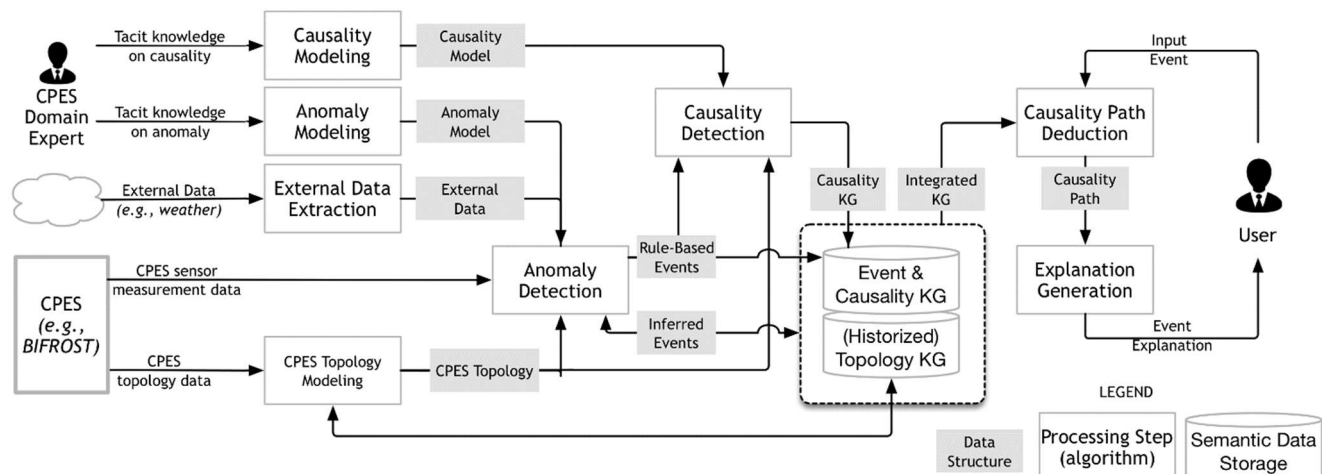 Tacit knowledge
on causality
Causality
Modeling
Causality
Model
CPES
Domain
Expert
Tacit knowledge
on anomaly
Anomaly
Modeling
Anomaly
Model
External Data
(e.g., weather)
External Data
Extraction
External
Data
CPES
(e.g.,
BIFROST)
CPES sensor
measurement data
CPES
topology data
CPES Topology
Modeling
CPES Topology
Anomaly
Detection
Rule-Based
Events
Inferred
Events
Causality
Detection
Causality
KG
Integrated
KG
Event &
Causality KG
(Historized)
Topology KG
Input
Event
Causality Path
Deduction
Causality
Path
Explanation
Generation
User
Event
Explanation
LEGEND
Data
Structure
Processing Step
(algorithm)
Semantic Data
Storage